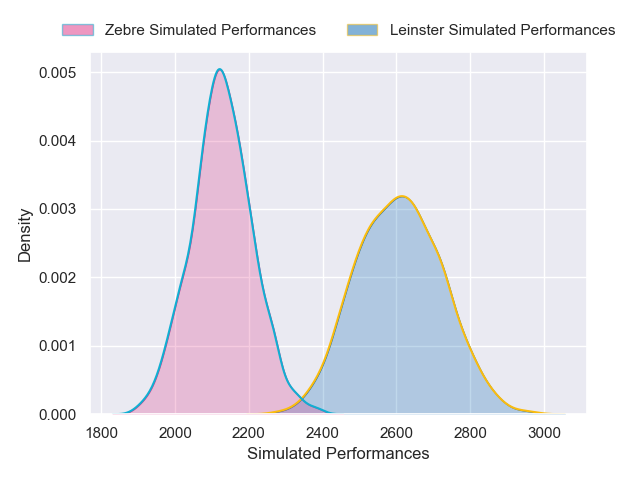 Zebre Simulated Performances Leinster Simulated Performances
0.005
0.004
0.003
0.002
0.001
0.000
Density
1800 2000 2200 2400 2600 2800 3000
Simulated Performances